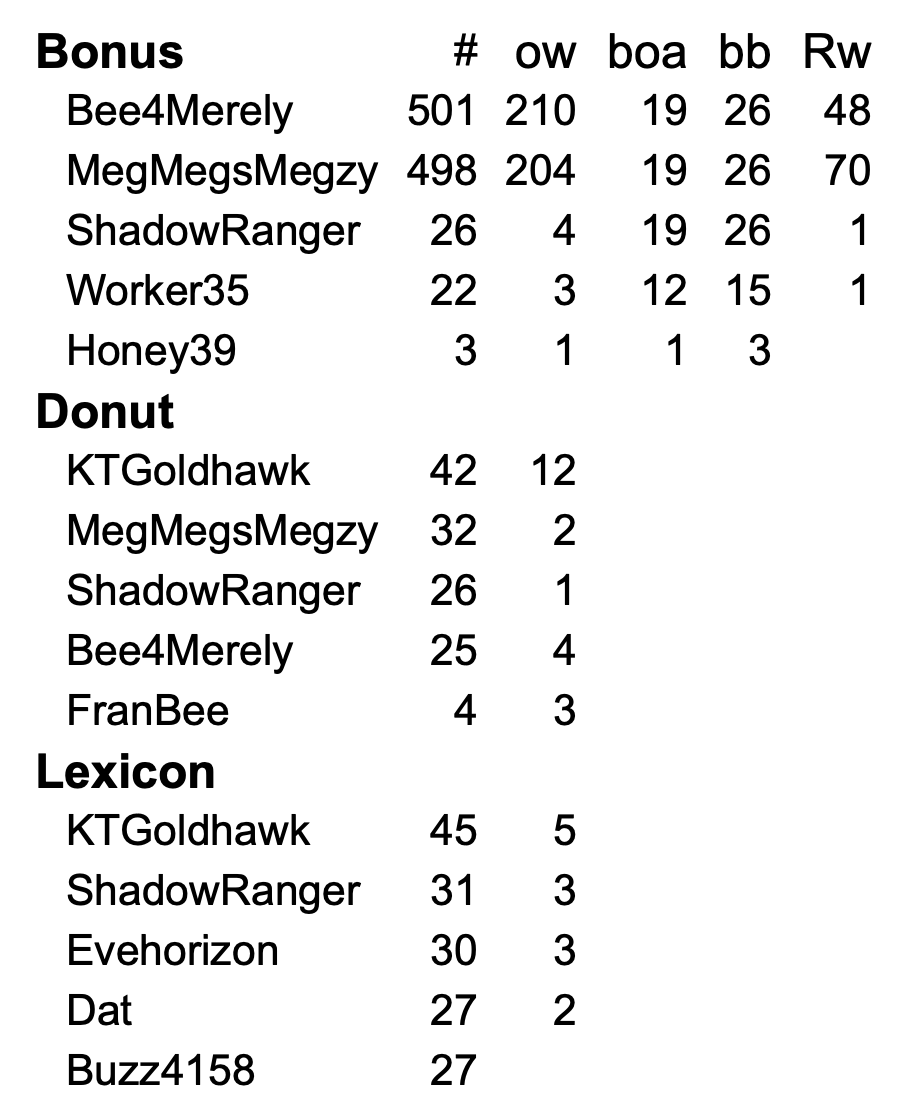 Bonus # ow boa bb Rw
Bee4Merely 501 210 19 26 48
MegMegsMegzy 498 204 19 26 70
ShadowRanger 26 4 19 26 1
Worker35 22 3 12 15 1
Honey39 3 1 1 3
Donut
KTGoldhawk 42 12
MegMegsMegzy 32 2
ShadowRanger 26 1
Bee4Merely 25 4
FranBee 4 3
Lexicon
KTGoldhawk 45 5
ShadowRanger 31 3
Evehorizon 30 3
Dat 27 2
Buzz4158 27